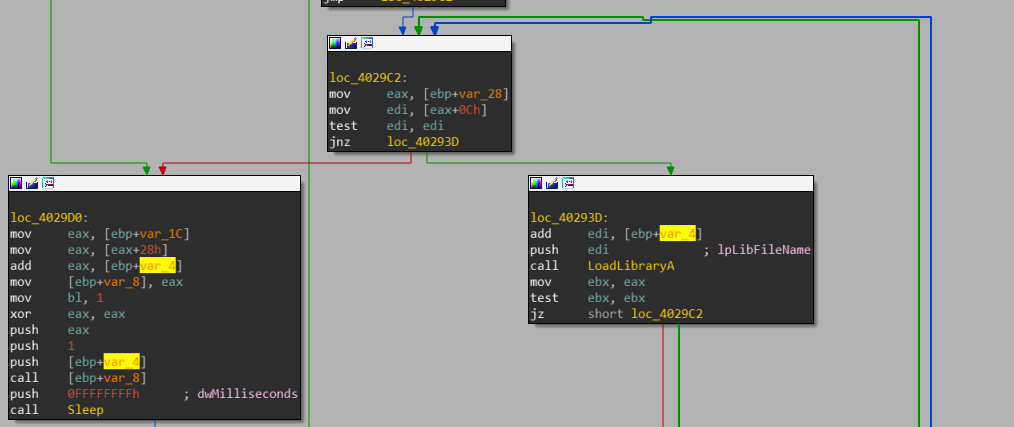 loc_4029C2:
mov eax, [ebp+var_28]
mov edi, [eax+0Ch]
test edi, edi
jnz loc_40293D
loc_4029D0:
mov eax, [ebp+var_1C]
mov eax, [eax+28h]
add eax, [ebp+var_4]
mov [ebp+var_8], eax
mov bl, 1
xor eax, eax
push eax
push 1
push [ebp+var_4]
call [ebp+var_8]
push 0FFFFFFFFh ; dwMilliseconds
call Sleep
loc_40293D:
add edi, [ebp+var_4]
push edi ; lpLibFileName
call LoadLibraryA
mov ebx, eax
test ebx, ebx
jz short loc_4029C2